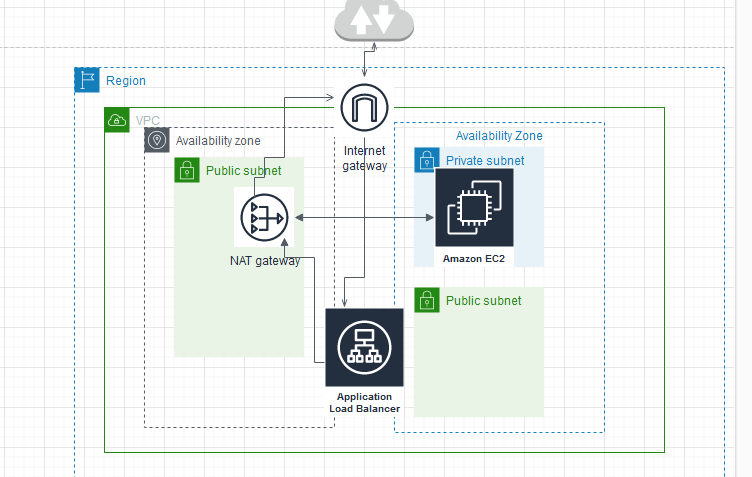 Region
VPC
Availability zone
Public subnet
NAT gateway
Internet
gateway
Availability Zone
Private subnet
Amazon EC2
Public subnet
Application
Load Balancer